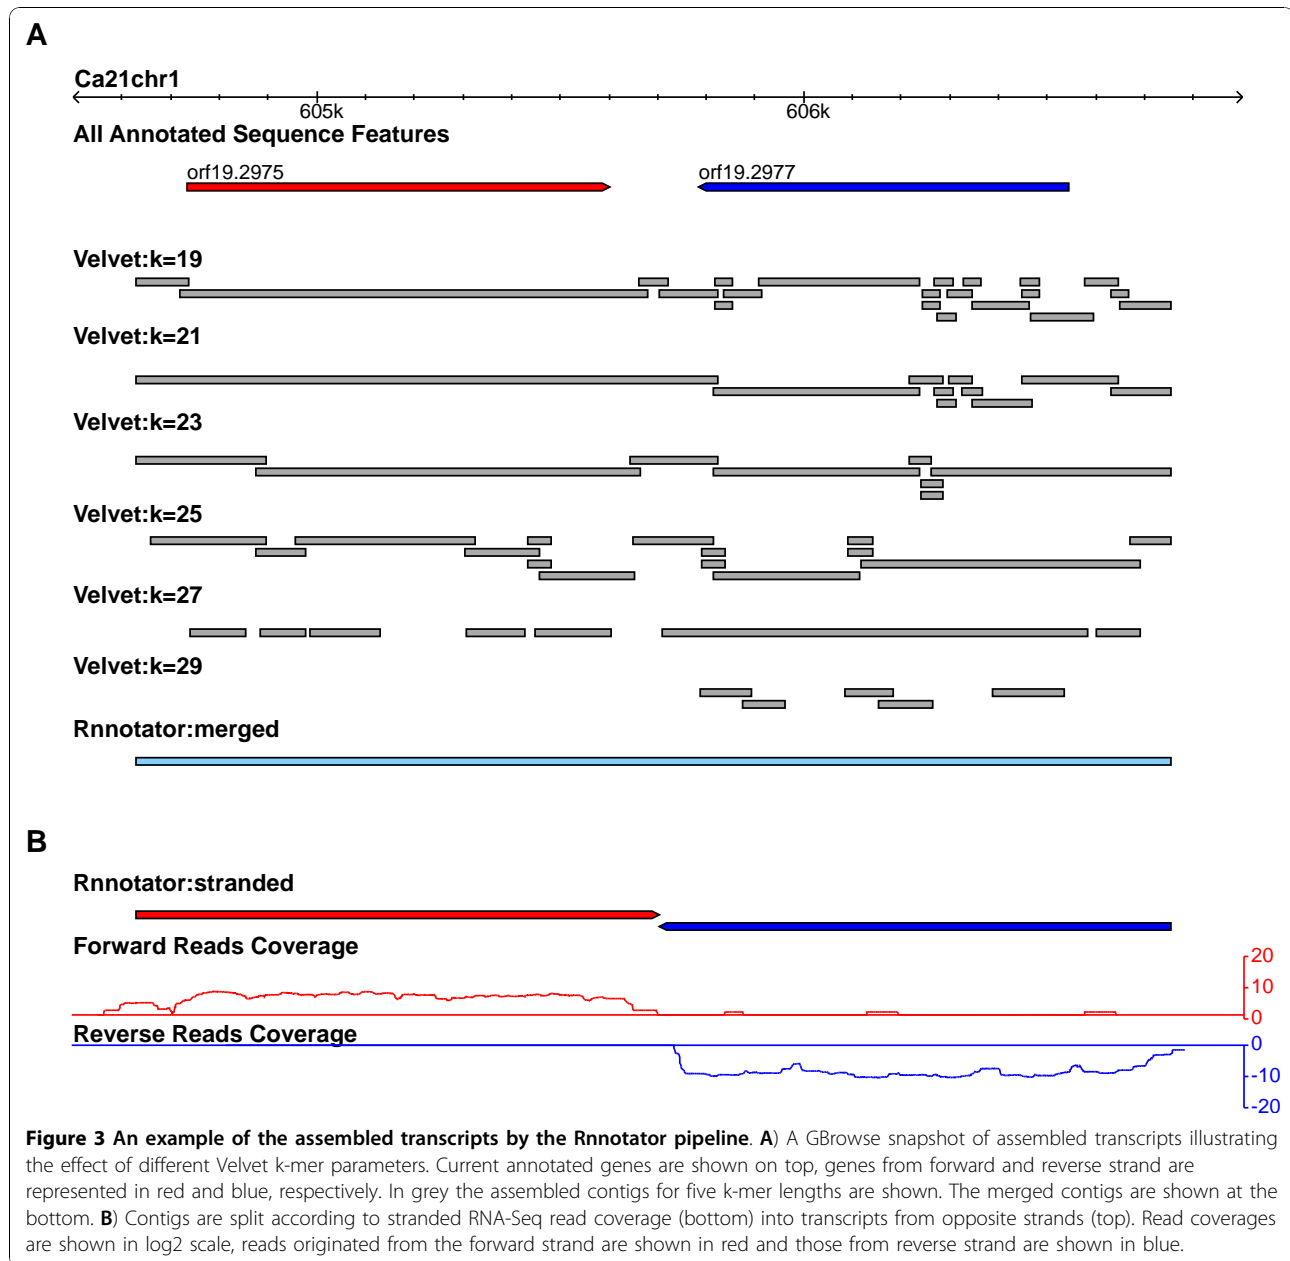 A
Ca21chr1
605k 606k
All Annotated Sequence Features
orf19.2975 orf19.2977
Velvet:k=19
Velvet:k=21
Velvet:k=23
Velvet:k=25
Velvet:k=27
Velvet:k=29
Rnnotator:merged
B
Rnnotator:stranded
Forward Reads Coverage
20
10
0
Reverse Reads Coverage
0
-10
-20
Figure 3 An example of the assembled transcripts by the Rnnotator pipeline. A) A GBrowse snapshot of assembled transcripts illustrating
the effect of different Velvet k-mer parameters. Current annotated genes are shown on top, genes from forward and reverse strand are
represented in red and blue, respectively. In grey the assembled contigs for five k-mer lengths are shown. The merged contigs are shown at the
bottom. B) Contigs are split according to stranded RNA-Seq read coverage (bottom) into transcripts from opposite strands (top). Read coverages
are shown in log2 scale, reads originated from the forward strand are shown in red and those from reverse strand are shown in blue.